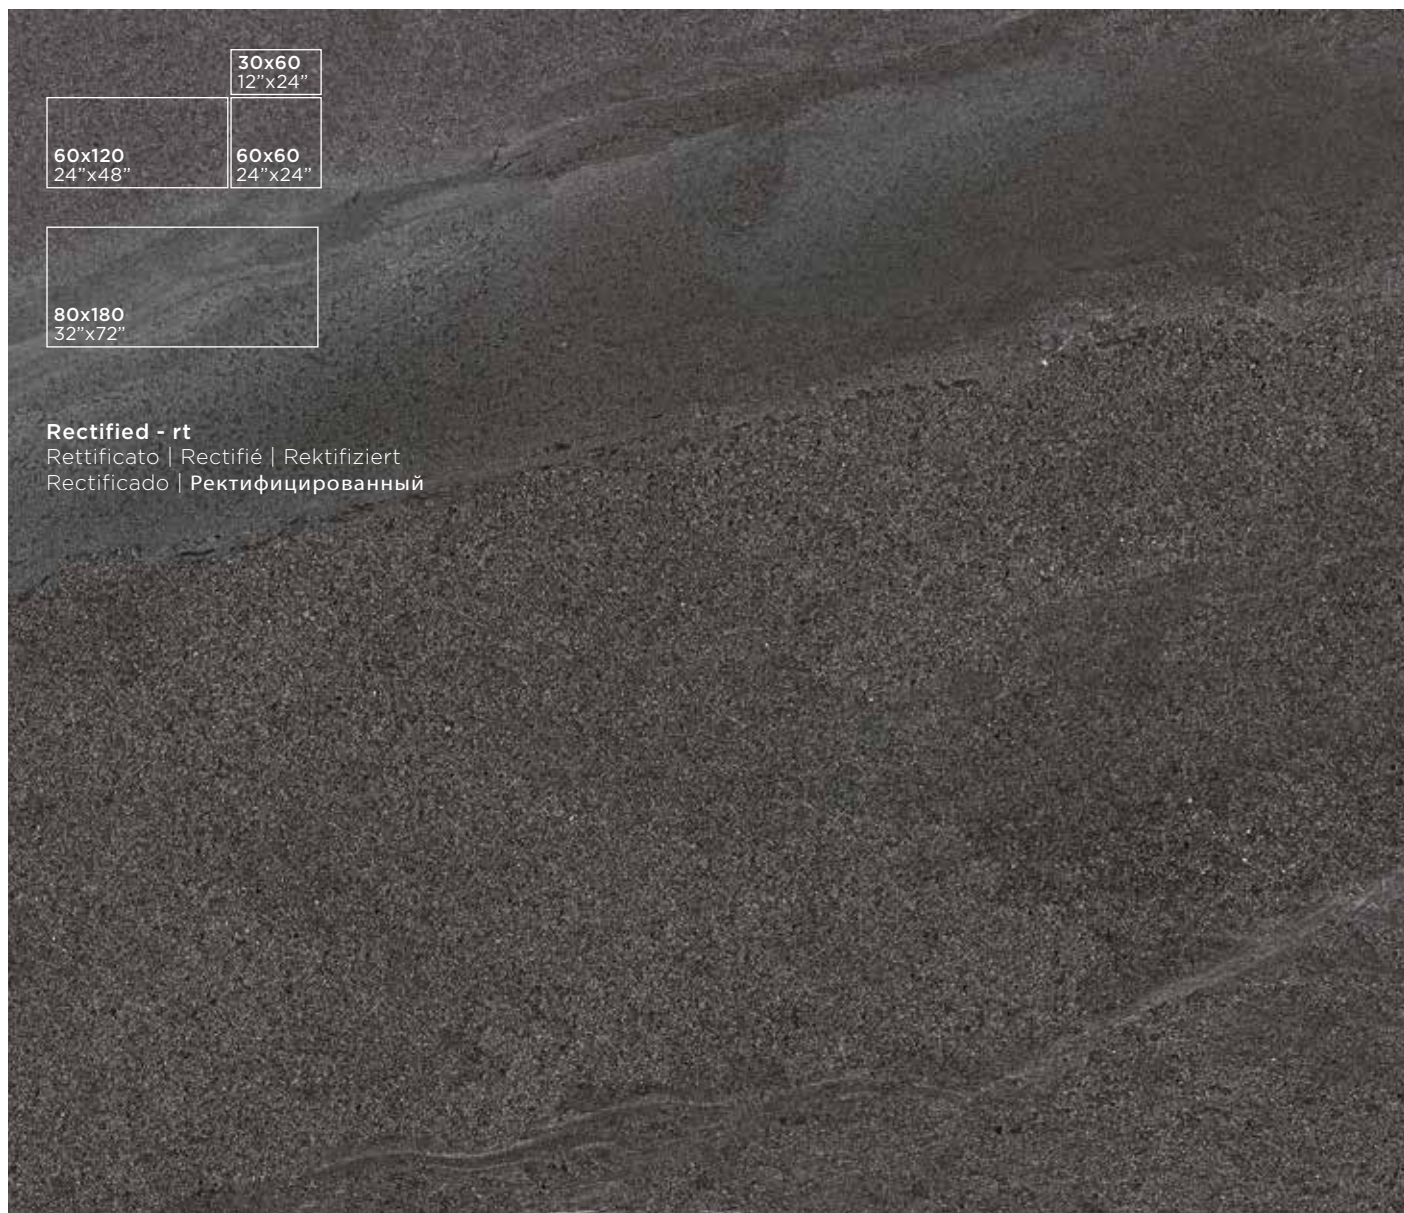 30x60
12”x24”
60x120
24”x48”
60x60
24”x24”
80x180
32”x72”
Rectified - rt
Rettificato | Rectifié | Rektifiziert
Rectificado | Ректифицированный